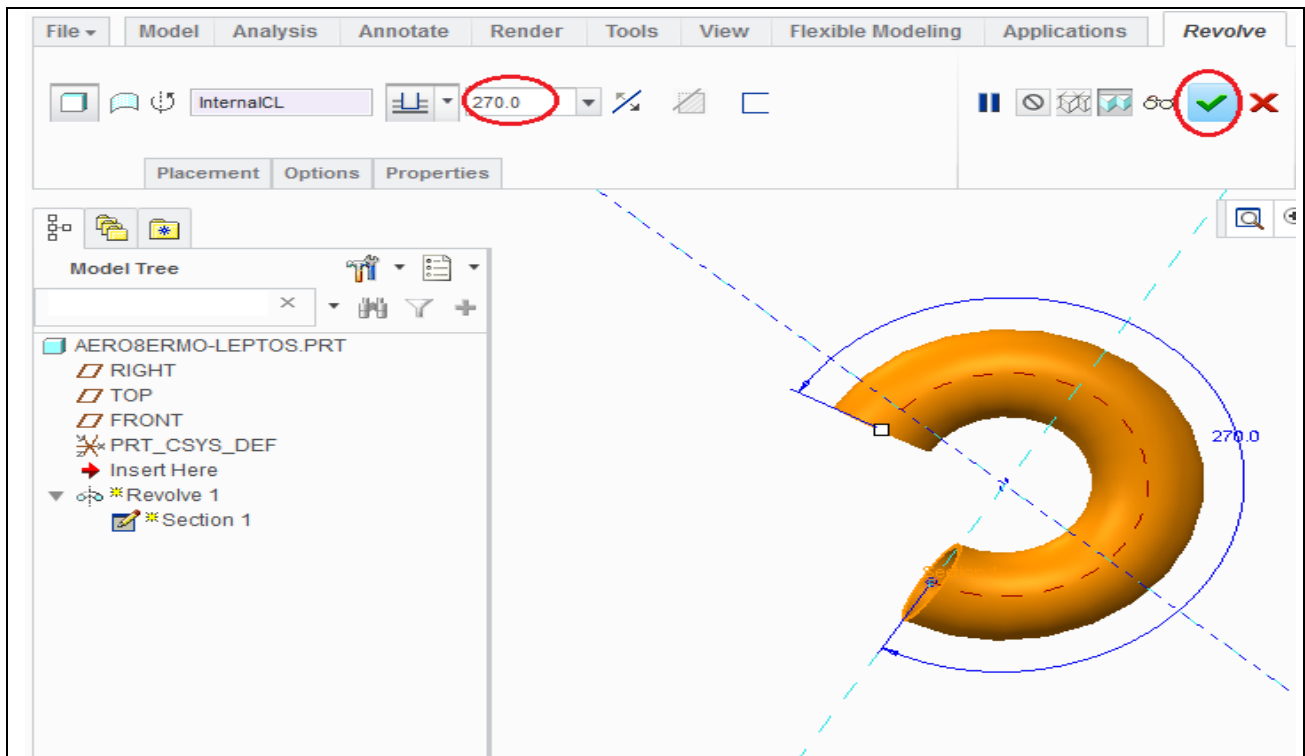 File Model Analysis Annotate Render Tools View Flexible Modeling Applications Revolve
InternalCL 270.0
Placement Options Properties
Model Tree
AERO8ERMO-LEPTOS.PRT
RIGHT
TOP
FRONT
PRT_CSYS_DEF
Insert Here
Revolve 1
Section 1
270.0